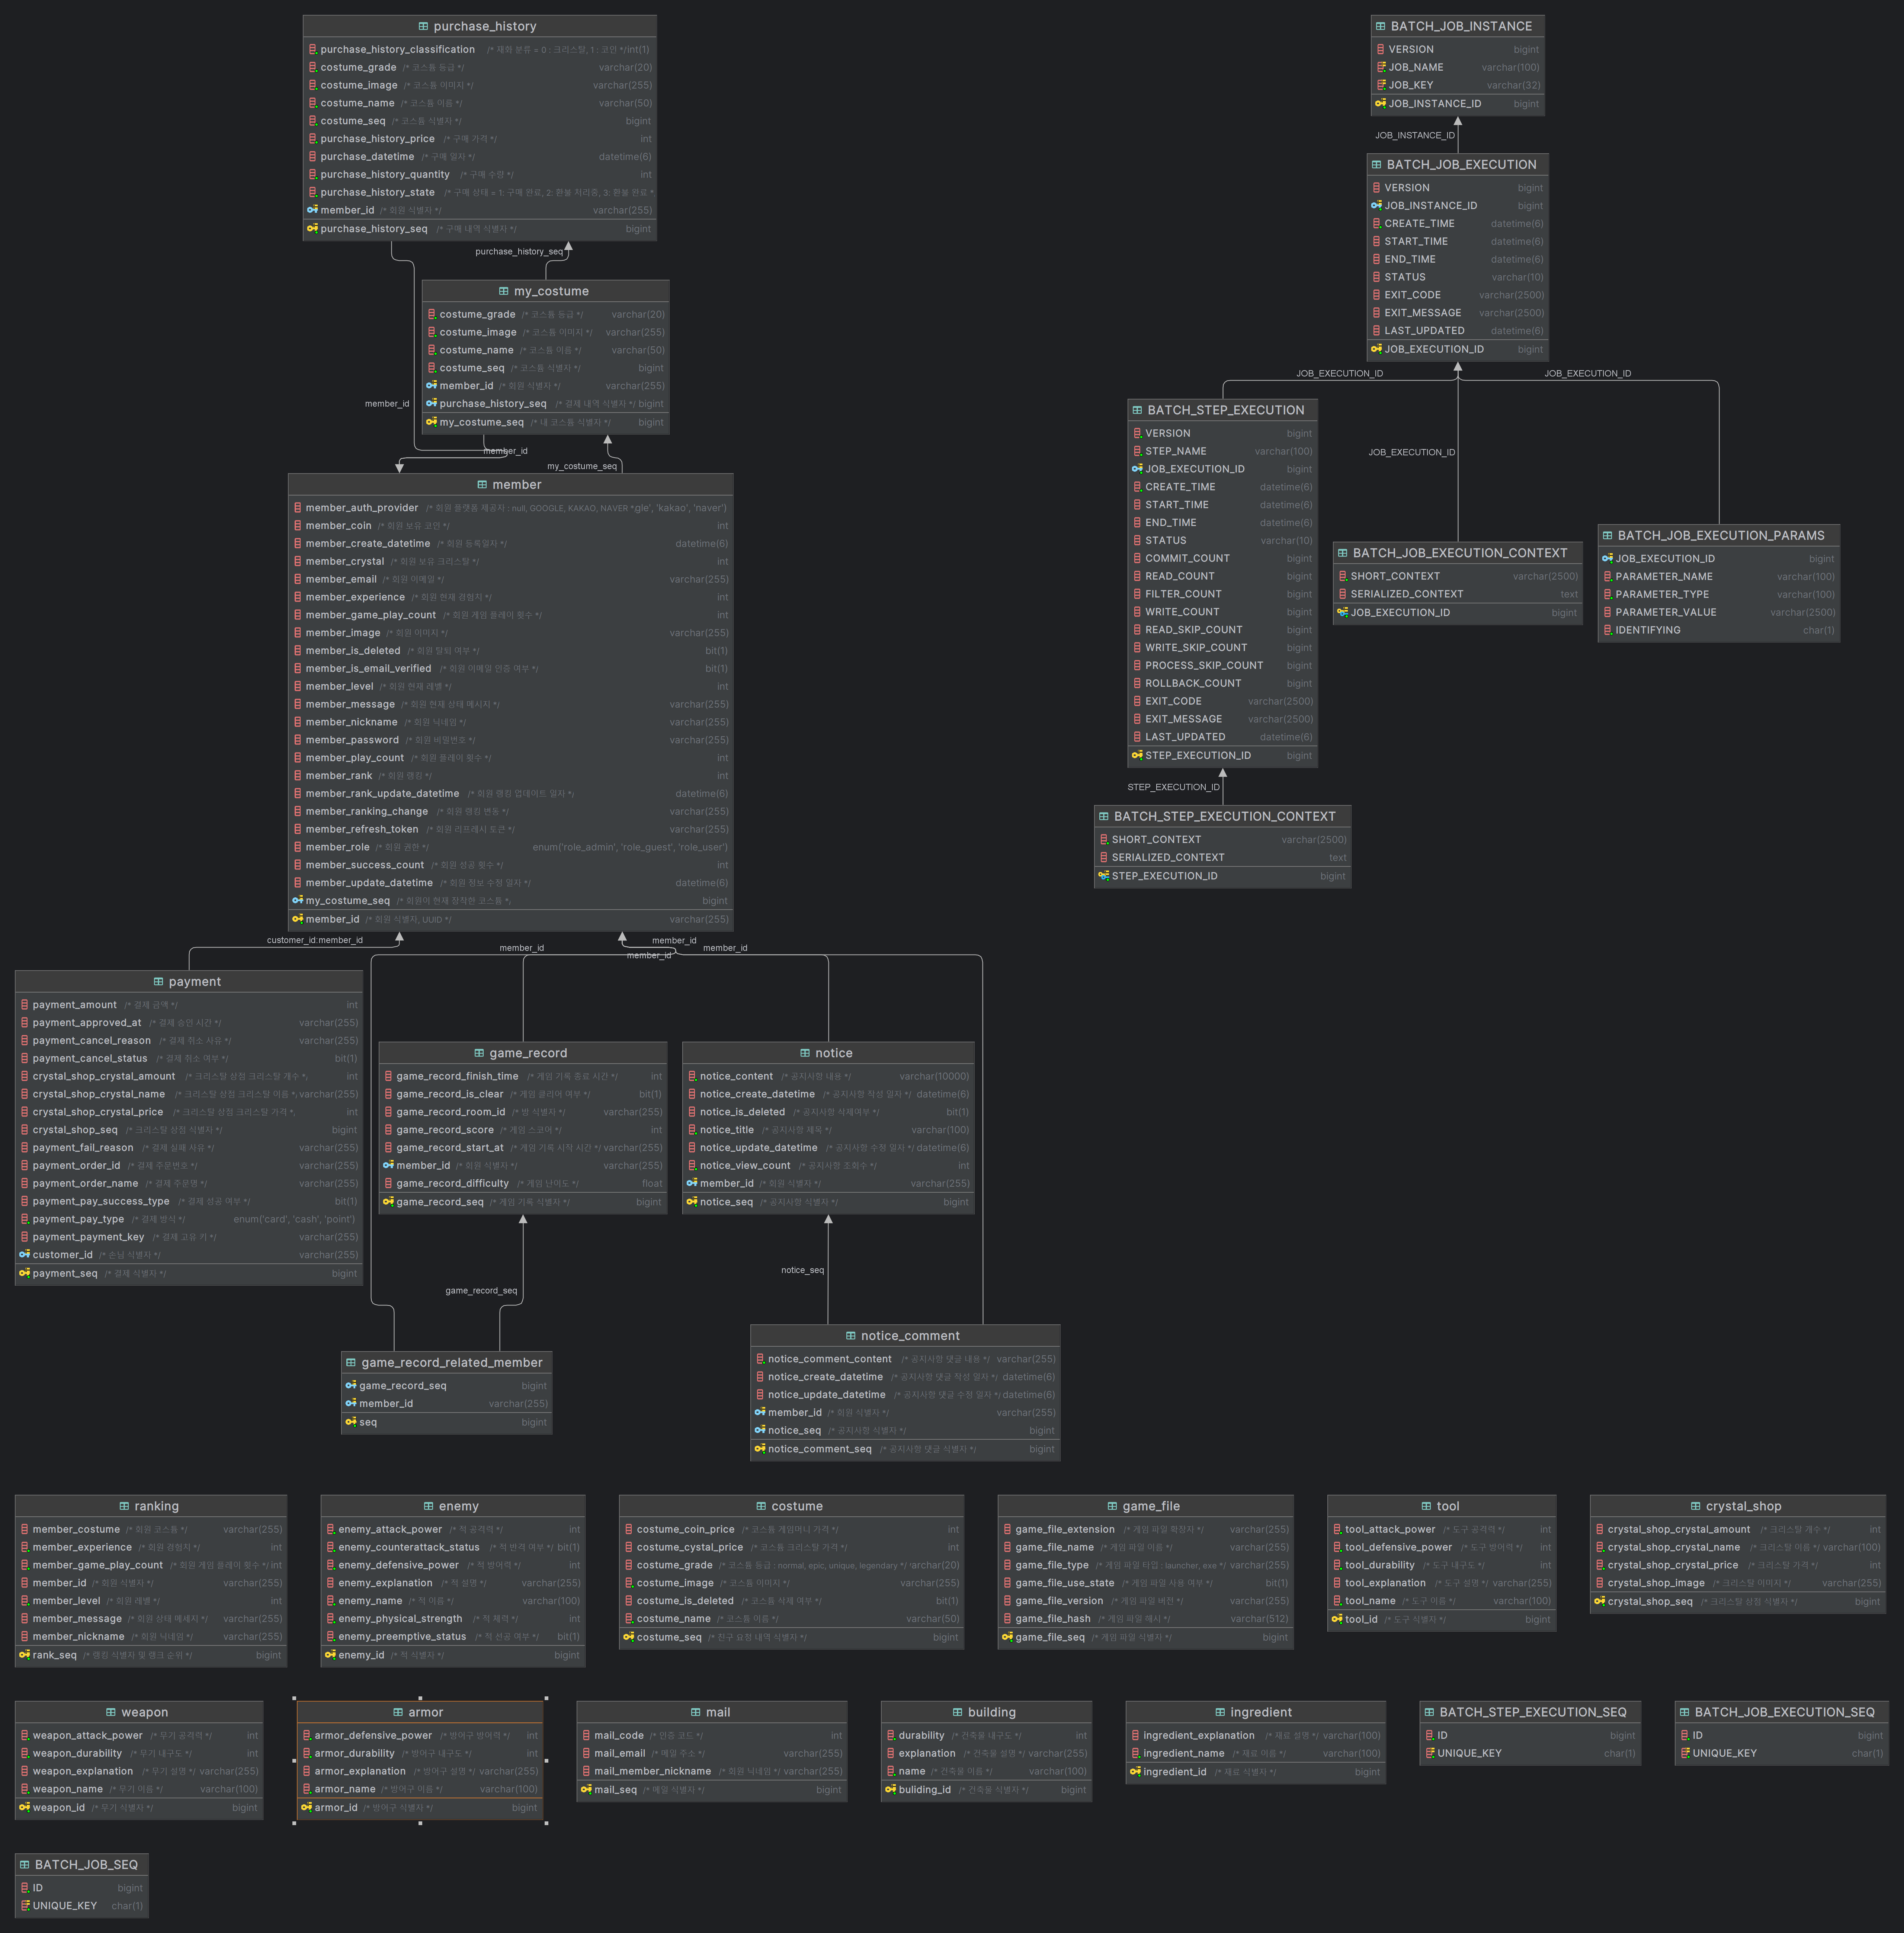 purchase_history
purchase_history_classification /* 재화 분류 = 0 : 크리스탈, 1 : 코인 */int(1)
costume_grade /* 코스튬 등급 */ varchar(20)
costume_image /* 코스튬 이미지 */ varchar(255)
costume_name /* 코스튬 이름 */ varchar(50)
costume_seq /* 코스튬 식별자 */ bigint
purchase_history_price /* 구매 가격 */ int
purchase_datetime /* 구매 일자 */ datetime(6)
purchase_history_quantity /* 구매 수량 */ int
purchase_history_state /* 구매 상태 = 1: 구매 완료, 2: 환불 처리중, 3: 환불 완료 *
member_id /* 회원 식별자 */ varchar(255)
purchase_history_seq /* 구매 내역 식별자 */ bigint
purchase_history_seq
my_costume
costume_grade /* 코스튬 등급 */ varchar(20)
costume_image /* 코스튬 이미지 */ varchar(255)
costume_name /* 코스튬 이름 */ varchar(50)
costume_seq /* 코스튬 식별자 */ bigint
member_id /* 회원 식별자 */ varchar(255)
purchase_history_seq /* 결제 내역 식별자 */ bigint
my_costume_seq /* 내 코스튬 식별자 */ bigint
member_id
member_id
my_costume_seq
member
member_auth_provider /* 회원 플랫폼 제공자 : null, GOOGLE, KAKAO, NAVER *gle', 'kakao', 'naver')
member_coin /* 회원 보유 코인 */ int
member_create_datetime /* 회원 등록일자 */ datetime(6)
member_crystal /* 회원 보유 크리스탈 */ int
member_email /* 회원 이메일 */ varchar(255)
member_experience /* 회원 현재 경험치 */ int
member_game_play_count /* 회원 게임 플레이 횟수 */ int
member_image /* 회원 이미지 */ varchar(255)
member_is_deleted /* 회원 탈퇴 여부 */ bit(1)
member_is_email_verified /* 회원 이메일 인증 여부 */ bit(1)
member_level /* 회원 현재 레벨 */ int
member_message /* 회원 현재 상태 메시지 */ varchar(255)
member_nickname /* 회원 닉네임 */ varchar(255)
member_password /* 회원 비밀번호 */ varchar(255)
member_play_count /* 회원 플레이 횟수 */ int
member_rank /* 회원 랭킹 */ int
member_rank_update_datetime /* 회원 랭킹 업데이트 일자 */ datetime(6)
member_ranking_change /* 회원 랭킹 변동 */ varchar(255)
member_refresh_token /* 회원 리프레시 토큰 */ varchar(255)
member_role /* 회원 권한 */ enum('role_admin', 'role_guest', 'role_user')
member_success_count /* 회원 성공 횟수 */ int
member_update_datetime /* 회원 정보 수정 일자 */ datetime(6)
my_costume_seq /* 회원이 현재 장착한 코스튬 */ bigint
member_id /* 회원 식별자, UUID */ varchar(255)
customer_id:member_id
member_id
member_id
member_id
member_id
payment
payment_amount /* 결제 금액 */ int
payment_approved_at /* 결제 승인 시간 */ varchar(255)
payment_cancel_reason /* 결제 취소 사유 */ varchar(255)
payment_cancel_status /* 결제 취소 여부 */ bit(1)
crystal_shop_crystal_amount /* 크리스탈 상점 크리스탈 개수 */ int
crystal_shop_crystal_name /* 크리스탈 상점 크리스탈 이름 */ varchar(255)
crystal_shop_crystal_price /* 크리스탈 상점 크리스탈 가격 */ int
crystal_shop_seq /* 크리스탈 상점 식별자 */ bigint
payment_fail_reason /* 결제 실패 사유 */ varchar(255)
payment_order_id /* 결제 주문번호 */ varchar(255)
payment_order_name /* 결제 주문명 */ varchar(255)
payment_pay_success_type /* 결제 성공 여부 */ bit(1)
payment_pay_type /* 결제 방식 */ enum('card', 'cash', 'point')
payment_payment_key /* 결제 고유 키 */ varchar(255)
customer_id /* 손님 식별자 */ varchar(255)
payment_seq /* 결제 식별자 */ bigint
game_record
game_record_finish_time /* 게임 기록 종료 시간 */ int
game_record_is_clear /* 게임 클리어 여부 */ bit(1)
game_record_room_id /* 방 식별자 */ varchar(255)
game_record_score /* 게임 스코어 */ int
game_record_start_at /* 게임 기록 시작 시간 */ varchar(255)
member_id /* 회원 식별자 */ varchar(255)
game_record_difficulty /* 게임 난이도 */ float
game_record_seq /* 게임 기록 식별자 */ bigint
notice
notice_content /* 공지사항 내용 */ varchar(10000)
notice_create_datetime /* 공지사항 작성 일자 */ datetime(6)
notice_is_deleted /* 공지사항 삭제여부 */ bit(1)
notice_title /* 공지사항 제목 */ varchar(100)
notice_update_datetime /* 공지사항 수정 일자 */ datetime(6)
notice_view_count /* 공지사항 조회수 */ int
member_id /* 회원 식별자 */ varchar(255)
notice_seq /* 공지사항 식별자 */ bigint
game_record_seq
notice_seq
game_record_related_member
game_record_seq bigint
member_id varchar(255)
seq bigint
notice_comment
notice_comment_content /* 공지사항 댓글 내용 */ varchar(255)
notice_create_datetime /* 공지사항 댓글 작성 일자 */ datetime(6)
notice_update_datetime /* 공지사항 댓글 수정 일자 */ datetime(6)
member_id /* 회원 식별자 */ varchar(255)
notice_seq /* 공지사항 식별자 */ bigint
notice_comment_seq /* 공지사항 댓글 식별자 */ bigint
BATCH_JOB_INSTANCE
VERSION bigint
JOB_NAME varchar(100)
JOB_KEY varchar(32)
JOB_INSTANCE_ID bigint
JOB_INSTANCE_ID
BATCH_JOB_EXECUTION
VERSION bigint
JOB_INSTANCE_ID bigint
CREATE_TIME datetime(6)
START_TIME datetime(6)
END_TIME datetime(6)
STATUS varchar(10)
EXIT_CODE varchar(2500)
EXIT_MESSAGE varchar(2500)
LAST_UPDATED datetime(6)
JOB_EXECUTION_ID bigint
JOB_EXECUTION_ID
JOB_EXECUTION_ID
JOB_EXECUTION_ID
BATCH_STEP_EXECUTION
VERSION bigint
STEP_NAME varchar(100)
JOB_EXECUTION_ID bigint
CREATE_TIME datetime(6)
START_TIME datetime(6)
END_TIME datetime(6)
STATUS varchar(10)
COMMIT_COUNT bigint
READ_COUNT bigint
FILTER_COUNT bigint
WRITE_COUNT bigint
READ_SKIP_COUNT bigint
WRITE_SKIP_COUNT bigint
PROCESS_SKIP_COUNT bigint
ROLLBACK_COUNT bigint
EXIT_CODE varchar(2500)
EXIT_MESSAGE varchar(2500)
LAST_UPDATED datetime(6)
STEP_EXECUTION_ID bigint
BATCH_JOB_EXECUTION_CONTEXT
SHORT_CONTEXT varchar(2500)
SERIALIZED_CONTEXT text
JOB_EXECUTION_ID bigint
BATCH_JOB_EXECUTION_PARAMS
JOB_EXECUTION_ID bigint
PARAMETER_NAME varchar(100)
PARAMETER_TYPE varchar(100)
PARAMETER_VALUE varchar(2500)
IDENTIFYING char(1)
STEP_EXECUTION_ID
BATCH_STEP_EXECUTION_CONTEXT
SHORT_CONTEXT varchar(2500)
SERIALIZED_CONTEXT text
STEP_EXECUTION_ID bigint
ranking
member_costume /* 회원 코스튬 */ varchar(255)
member_experience /* 회원 경험치 */ int
member_game_play_count /* 회원 게임 플레이 횟수 */ int
member_id /* 회원 식별자 */ varchar(255)
member_level /* 회원 레벨 */ int
member_message /* 회원 상태 메세지 */ varchar(255)
member_nickname /* 회원 닉네임 */ varchar(255)
rank_seq /* 랭킹 식별자 및 랭크 순위 */ bigint
enemy
enemy_attack_power /* 적 공격력 */ int
enemy_counterattack_status /* 적 반격 여부 */ bit(1)
enemy_defensive_power /* 적 방어력 */ int
enemy_explanation /* 적 설명 */ varchar(255)
enemy_name /* 적 이름 */ varchar(100)
enemy_physical_strength /* 적 체력 */ int
enemy_preemptive_status /* 적 선공 여부 */ bit(1)
enemy_id /* 적 식별자 */ bigint
costume
costume_coin_price /* 코스튬 게임머니 가격 */ int
costume_cystal_price /* 코스튬 크리스탈 가격 */ int
costume_grade /* 코스튬 등급 : normal, epic, unique, legendary */ archar(20)
costume_image /* 코스튬 이미지 */ varchar(255)
costume_is_deleted /* 코스튬 삭제 여부 */ bit(1)
costume_name /* 코스튬 이름 */ varchar(50)
costume_seq /* 친구 요청 내역 식별자 */ bigint
game_file
game_file_extension /* 게임 파일 확장자 */ varchar(255)
game_file_name /* 게임 파일 이름 */ varchar(255)
game_file_type /* 게임 파일 타입 : launcher, exe */ varchar(255)
game_file_use_state /* 게임 파일 사용 여부 */ bit(1)
game_file_version /* 게임 파일 버전 */ varchar(255)
game_file_hash /* 게임 파일 해시 */ varchar(512)
game_file_seq /* 게임 파일 식별자 */ bigint
tool
tool_attack_power /* 도구 공격력 */ int
tool_defensive_power /* 도구 방어력 */ int
tool_durability /* 도구 내구도 */ int
tool_explanation /* 도구 설명 */ varchar(255)
tool_name /* 도구 이름 */ varchar(100)
tool_id /* 도구 식별자 */ bigint
crystal_shop
crystal_shop_crystal_amount /* 크리스탈 개수 */ int
crystal_shop_crystal_name /* 크리스탈 이름 */ varchar(100)
crystal_shop_crystal_price /* 크리스탈 가격 */ int
crystal_shop_image /* 크리스탈 이미지 */ varchar(255)
crystal_shop_seq /* 크리스탈 상점 식별자 */ bigint
weapon
weapon_attack_power /* 무기 공격력 */ int
weapon_durability /* 무기 내구도 */ int
weapon_explanation /* 무기 설명 */ varchar(255)
weapon_name /* 무기 이름 */ varchar(100)
weapon_id /* 무기 식별자 */ bigint
armor
armor_defensive_power /* 방어구 방어력 */ int
armor_durability /* 방어구 내구도 */ int
armor_explanation /* 방어구 설명 */ varchar(255)
armor_name /* 방어구 이름 */ varchar(100)
armor_id /* 방어구 식별자 */ bigint
mail
mail_code /* 인증 코드 */ int
mail_email /* 메일 주소 */ varchar(255)
mail_member_nickname /* 회원 닉네임 */ varchar(255)
mail_seq /* 메일 식별자 */ bigint
building
durability /* 건축물 내구도 */ int
explanation /* 건축물 설명 */ varchar(255)
name /* 건축물 이름 */ varchar(100)
buliding_id /* 건축물 식별자 */ bigint
ingredient
ingredient_explanation /* 재료 설명 */ varchar(100)
ingredient_name /* 재료 이름 */ varchar(100)
ingredient_id /* 재료 식별자 */ bigint
BATCH_STEP_EXECUTION_SEQ
ID bigint
UNIQUE_KEY char(1)
BATCH_JOB_EXECUTION_SEQ
ID bigint
UNIQUE_KEY char(1)
BATCH_JOB_SEQ
ID bigint
UNIQUE_KEY char(1)